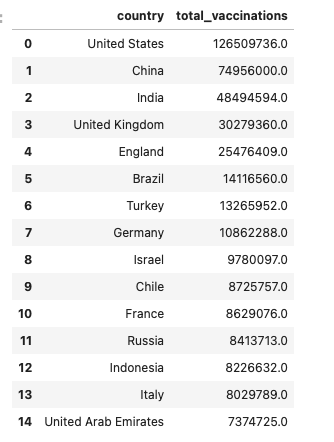 country total_vaccinations
0 United States 126509736.0
1 China 74956000.0
2 India 48494594.0
3 United Kingdom 30279360.0
4 England 25476409.0
5 Brazil 14116560.0
6 Turkey 13265952.0
7 Germany 10862288.0
8 Israel 9780097.0
9 Chile 8725757.0
10 France 8629076.0
11 Russia 8413713.0
12 Indonesia 8226632.0
13 Italy 8029789.0
14 United Arab Emirates 7374725.0